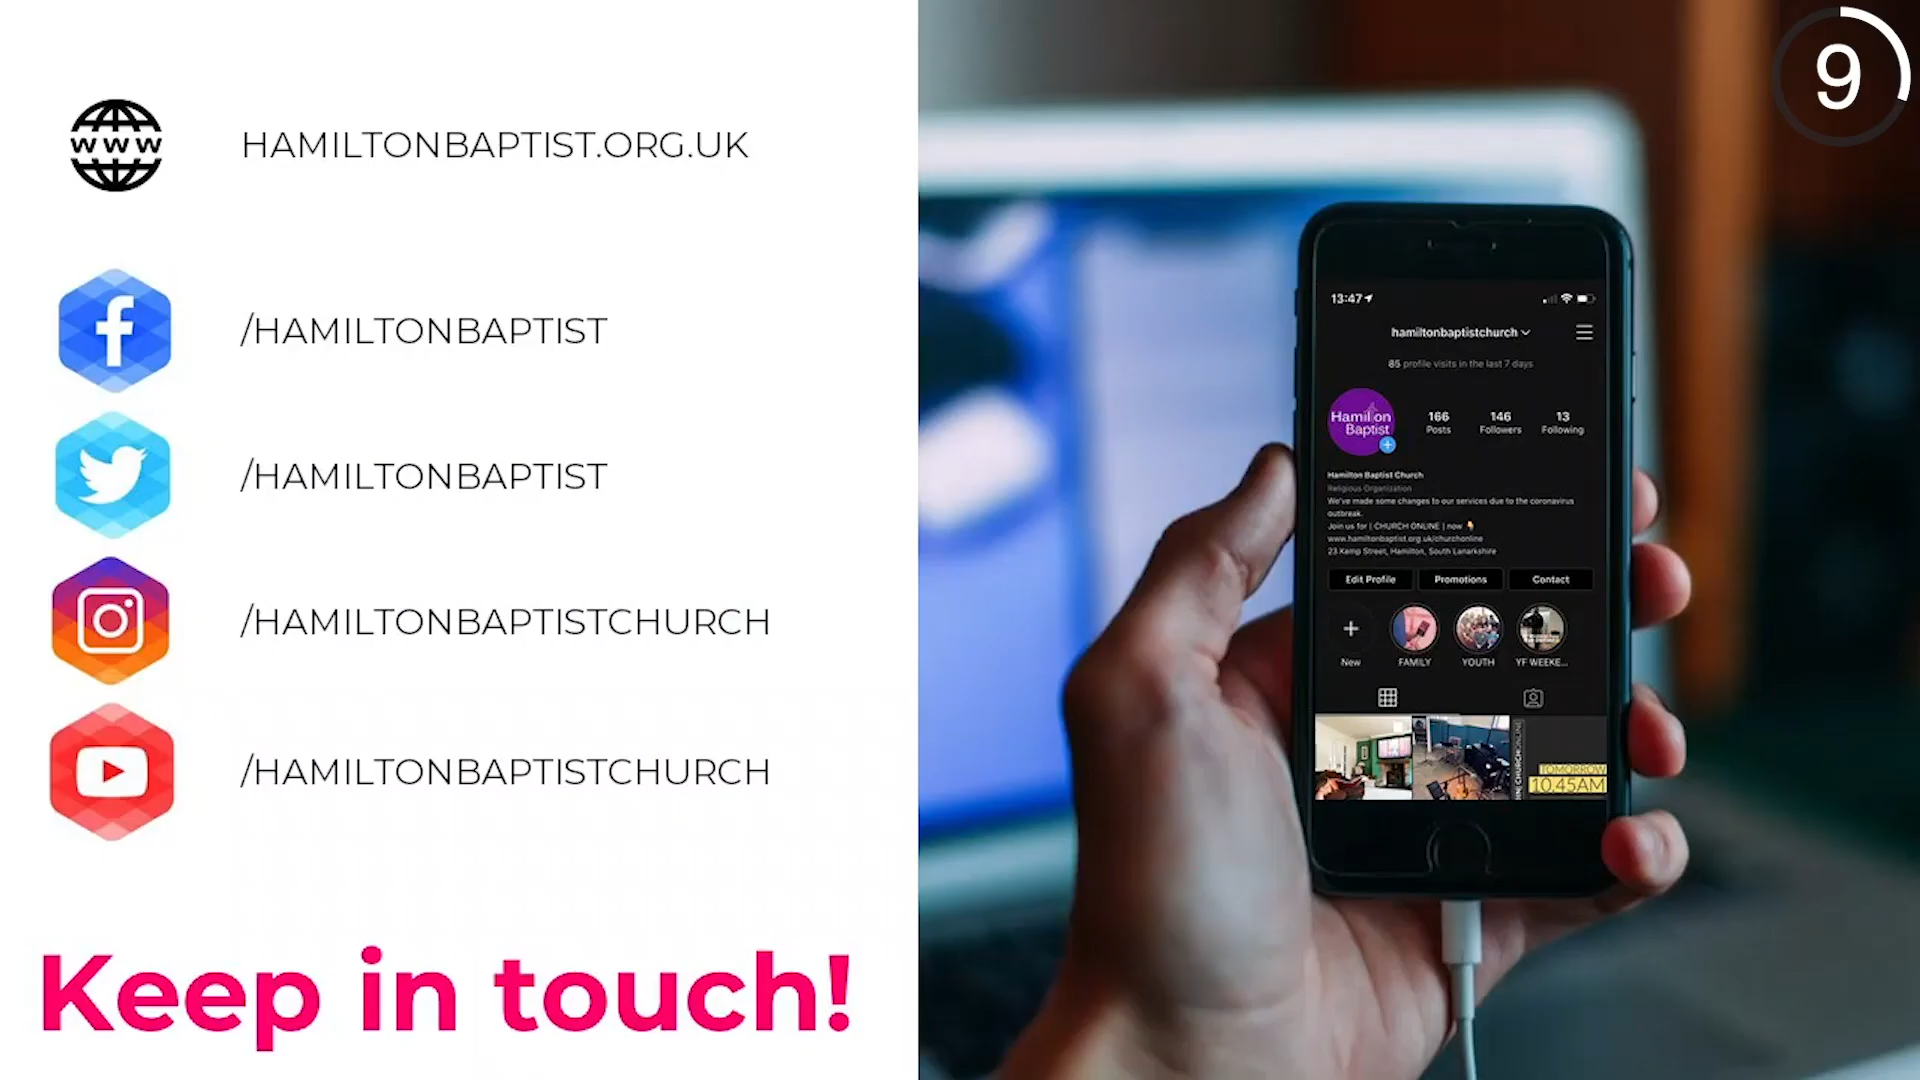 www
HAMILTONBAPTIST.ORG.UK
/HAMILTONBAPTIST
/HAMILTONBAPTIST
/HAMILTONBAPTISTCHURCH
/HAMILTONBAPTISTCHURCH
Keep in touch!
9
13:47
hamiltonbaptistchurch
85 profile visits in the last 7 days
Hamilton
Baptist
166 146 13
Posts Followers Following
Hamilton Baptist Church
Religious Organization
We've made some changes to our services due to the coronavirus
outbreak.
Join us for | CHURCH ONLINE | now 👇
www.hamiltonbaptist.org.uk/churchonline
23 Kemp Street, Hamilton, South Lanarkshire
Edit Profile Promotions Contact
New FAMILY YOUTH YF WEEKE...
CHURCHONLINE
TOMORROW
10.45AM